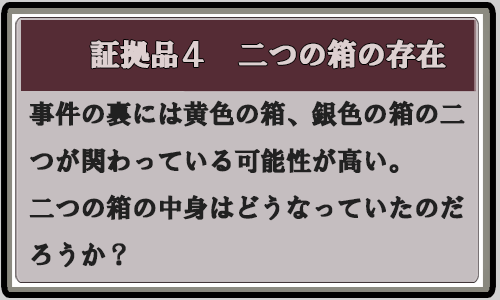 証拠品４　二つの箱の存在
事件の裏には黄色の箱、銀色の箱の二
つが関わっている可能性が高い。
二つの箱の中身はどうなっていたのだ
ろうか？